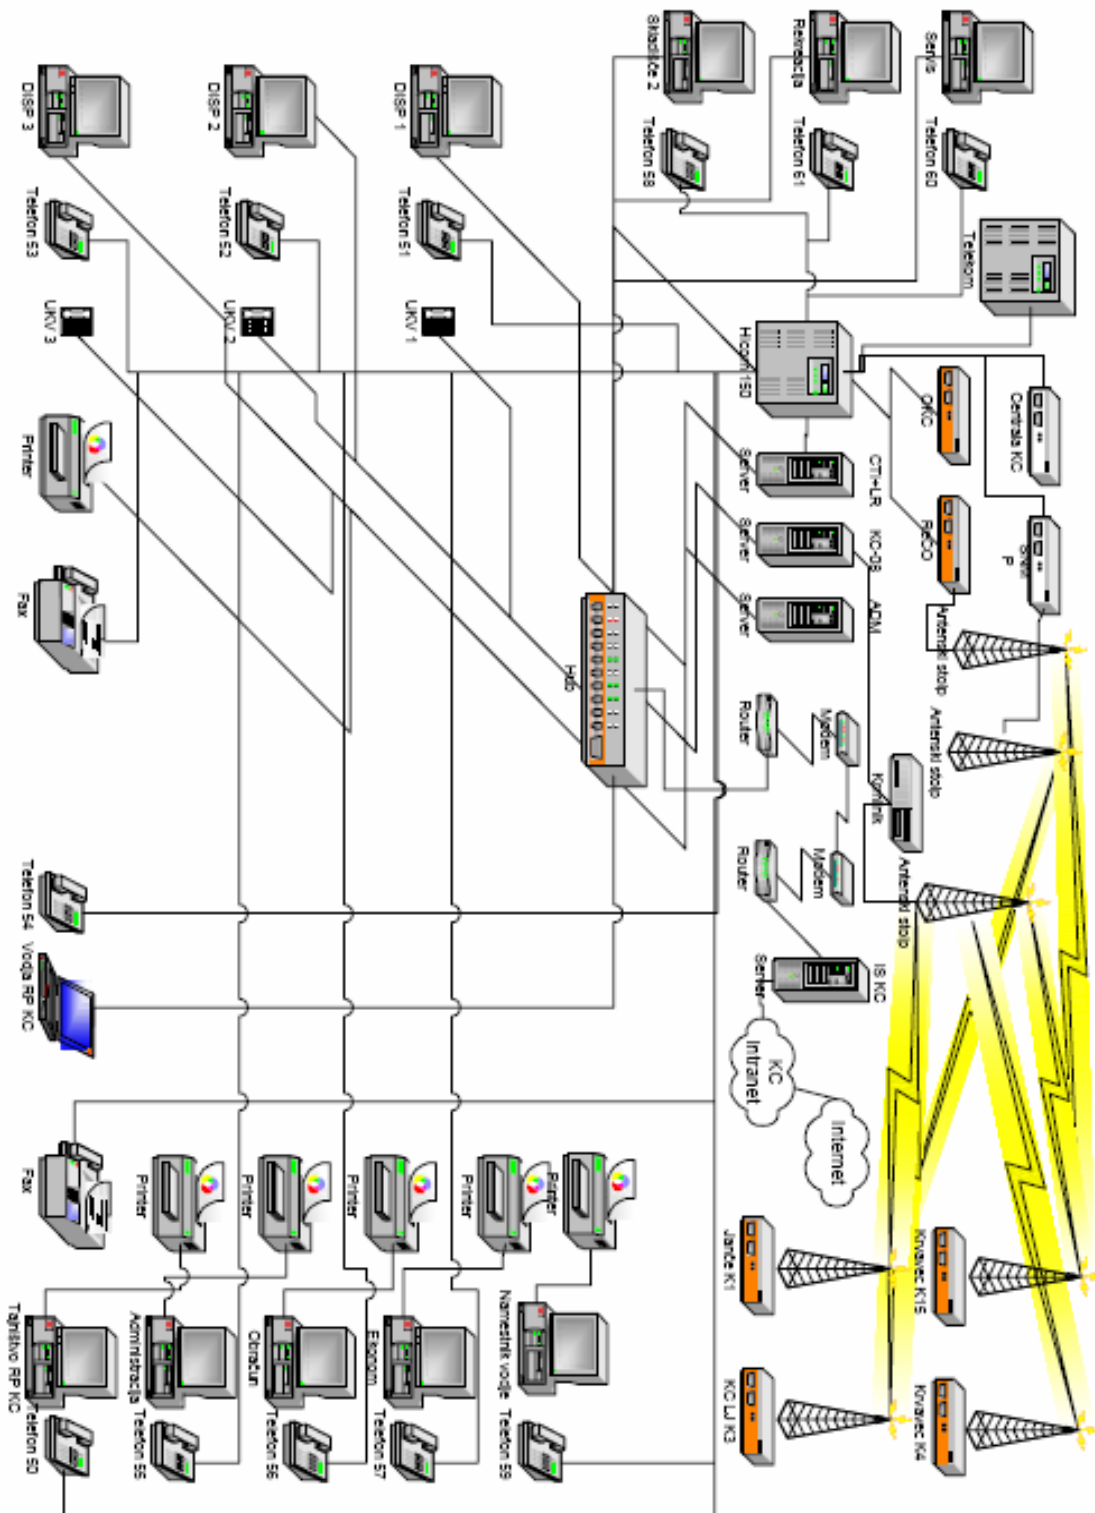 Centrala KC
P
Telekom
Servis
Telefon 60
OKC
ReCO
Antenski stolp
Antenski stolp
Antenski stolp
Krvavec K15
Krvavec K4
CTI+LR
KC-08
ADM
Komunik
IS KC
Internet
Modem
Modem
Rekreacija
Telefon 61
Hicom 150
Server
Server
Server
Router
Router
Server
KC
Intranet
Janče K1
KC LJ K3
Skladišče 2
Telefon 58
Hub
Printer
Namestnik vodje
Telefon 59
DISP 1
Telefon 51
UKV 1
Printer
Ekonom
Telefon 57
Printer
Obračun
Telefon 56
DISP 2
Telefon 52
UKV 2
Printer
Administracija
Telefon 55
Printer
DISP 3
Telefon 53
UKV 3
Printer
Fax
Telefon 54
Vodja RP KC
Fax
Tajništvo RP KC
Telefon 50